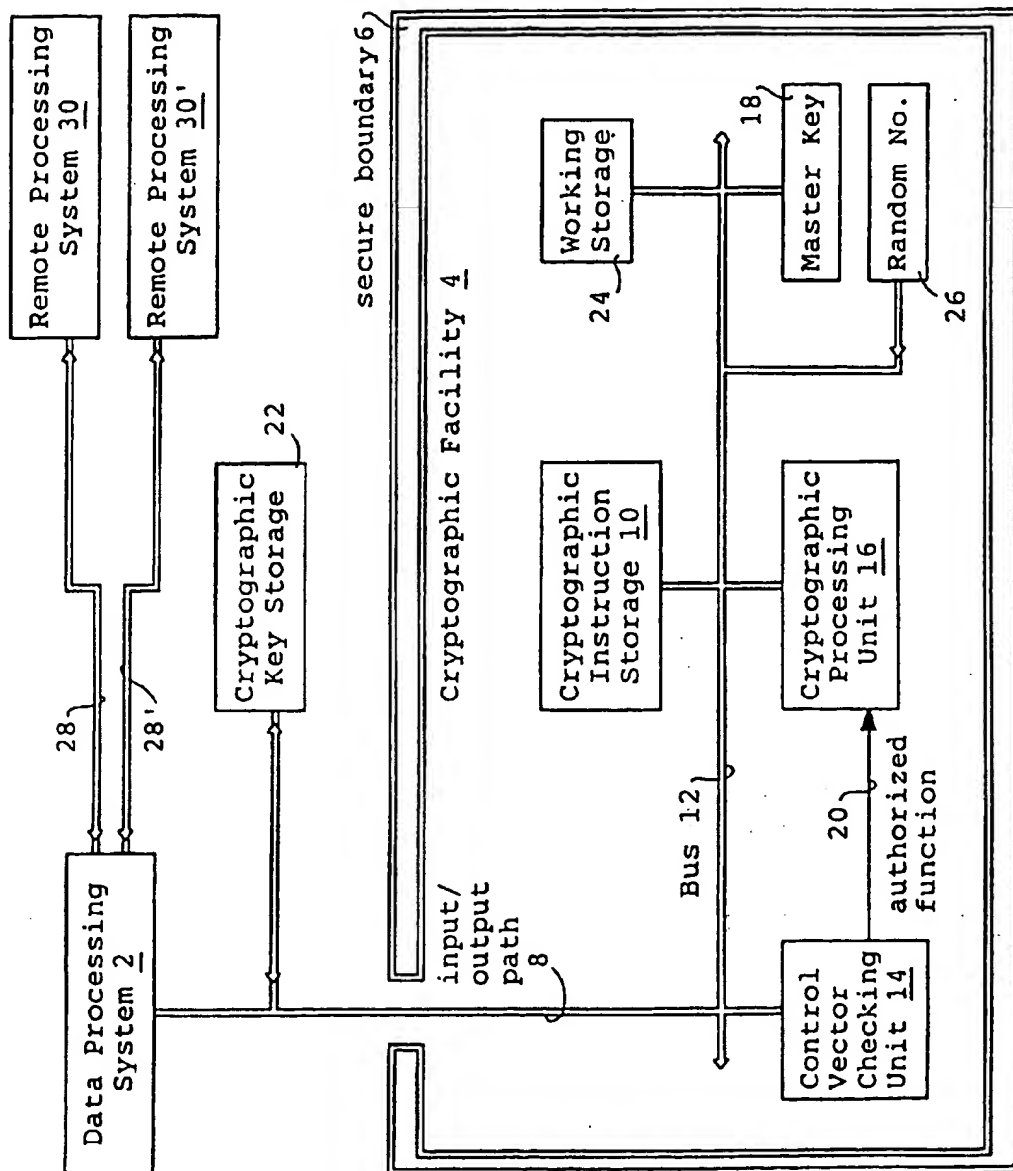 Data Processing
System 2
28
28'
Remote Processing
System 30
Remote Processing
System 30'
Cryptographic
Key Storage
22
secure boundary 6
input/
output
path
8
Cryptographic Facility 4
Cryptographic
Instruction
Storage 10
Working
Storage
24
Bus 12
Control
Vector
Checking
Unit 14
20
authorized
function
Cryptographic
Processing
Unit 16
Master Key
18
Random No.
26